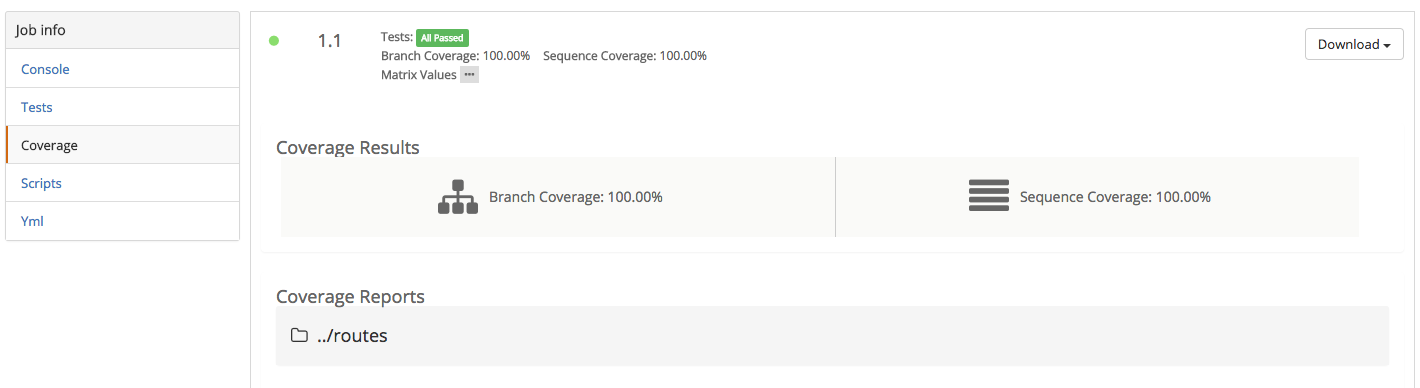 Job info
Console
Tests
Coverage
Scripts
Yml
1.1
Tests: All Passed
Branch Coverage: 100.00% Sequence Coverage: 100.00%
Matrix Values ...
Download
Coverage Results
Branch Coverage: 100.00%
Sequence Coverage: 100.00%
Coverage Reports
../routes